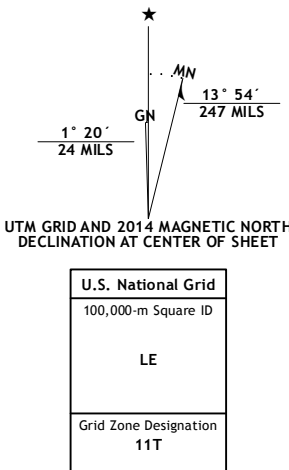 MN
GN
13° 54´
247 MILS
1° 20´
24 MILS
UTM GRID AND 2014 MAGNETIC NORTH
DECLINATION AT CENTER OF SHEET
U.S. National Grid
100,000-m Square ID
LE
Grid Zone Designation
11T